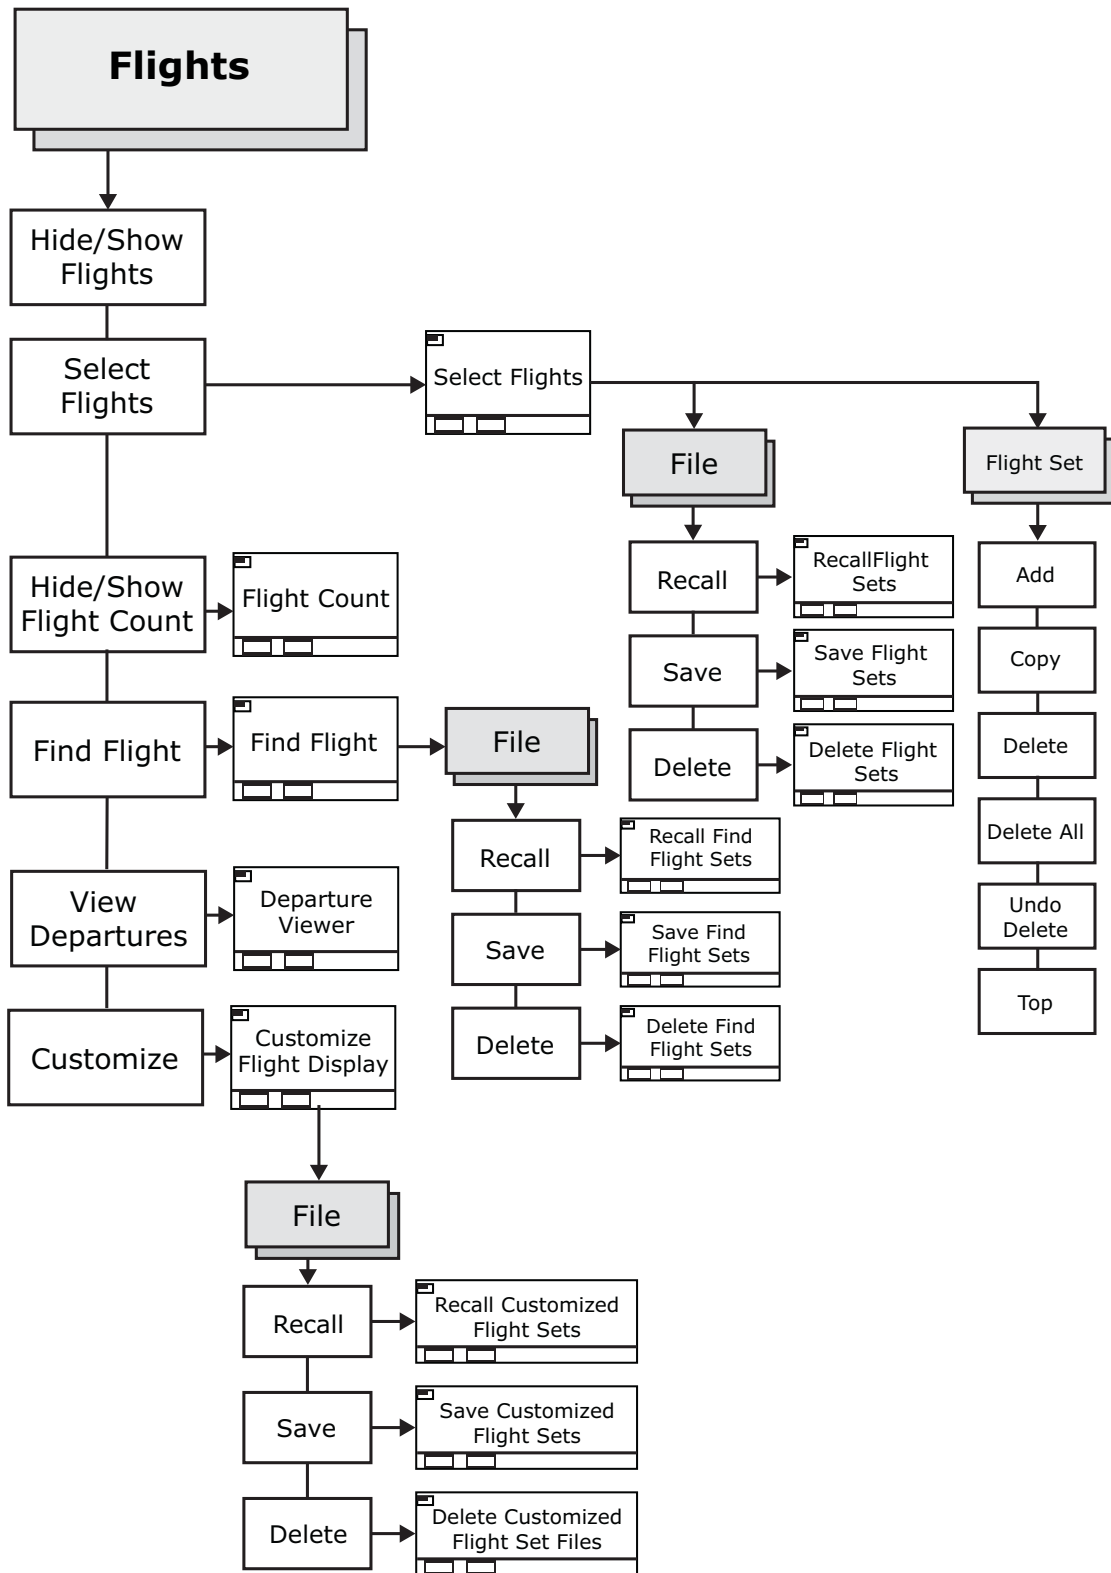 Flights
Hide/Show
Flights
Select
Flights
Select Flights
File
Flight Set
Recall
RecallFlight
Sets
Save
Save Flight
Sets
Delete
Delete Flight
Sets
Add
Copy
Delete
Delete All
Undo
Delete
Top
Hide/Show
Flight Count
Flight Count
Find Flight
Find Flight
File
Recall
Recall Find
Flight Sets
Save
Save Find
Flight Sets
Delete
Delete Find
Flight Sets
View
Departures
Departure
Viewer
Customize
Customize
Flight Display
File
Recall
Recall Customized
Flight Sets
Save
Save Customized
Flight Sets
Delete
Delete Customized
Flight Set Files